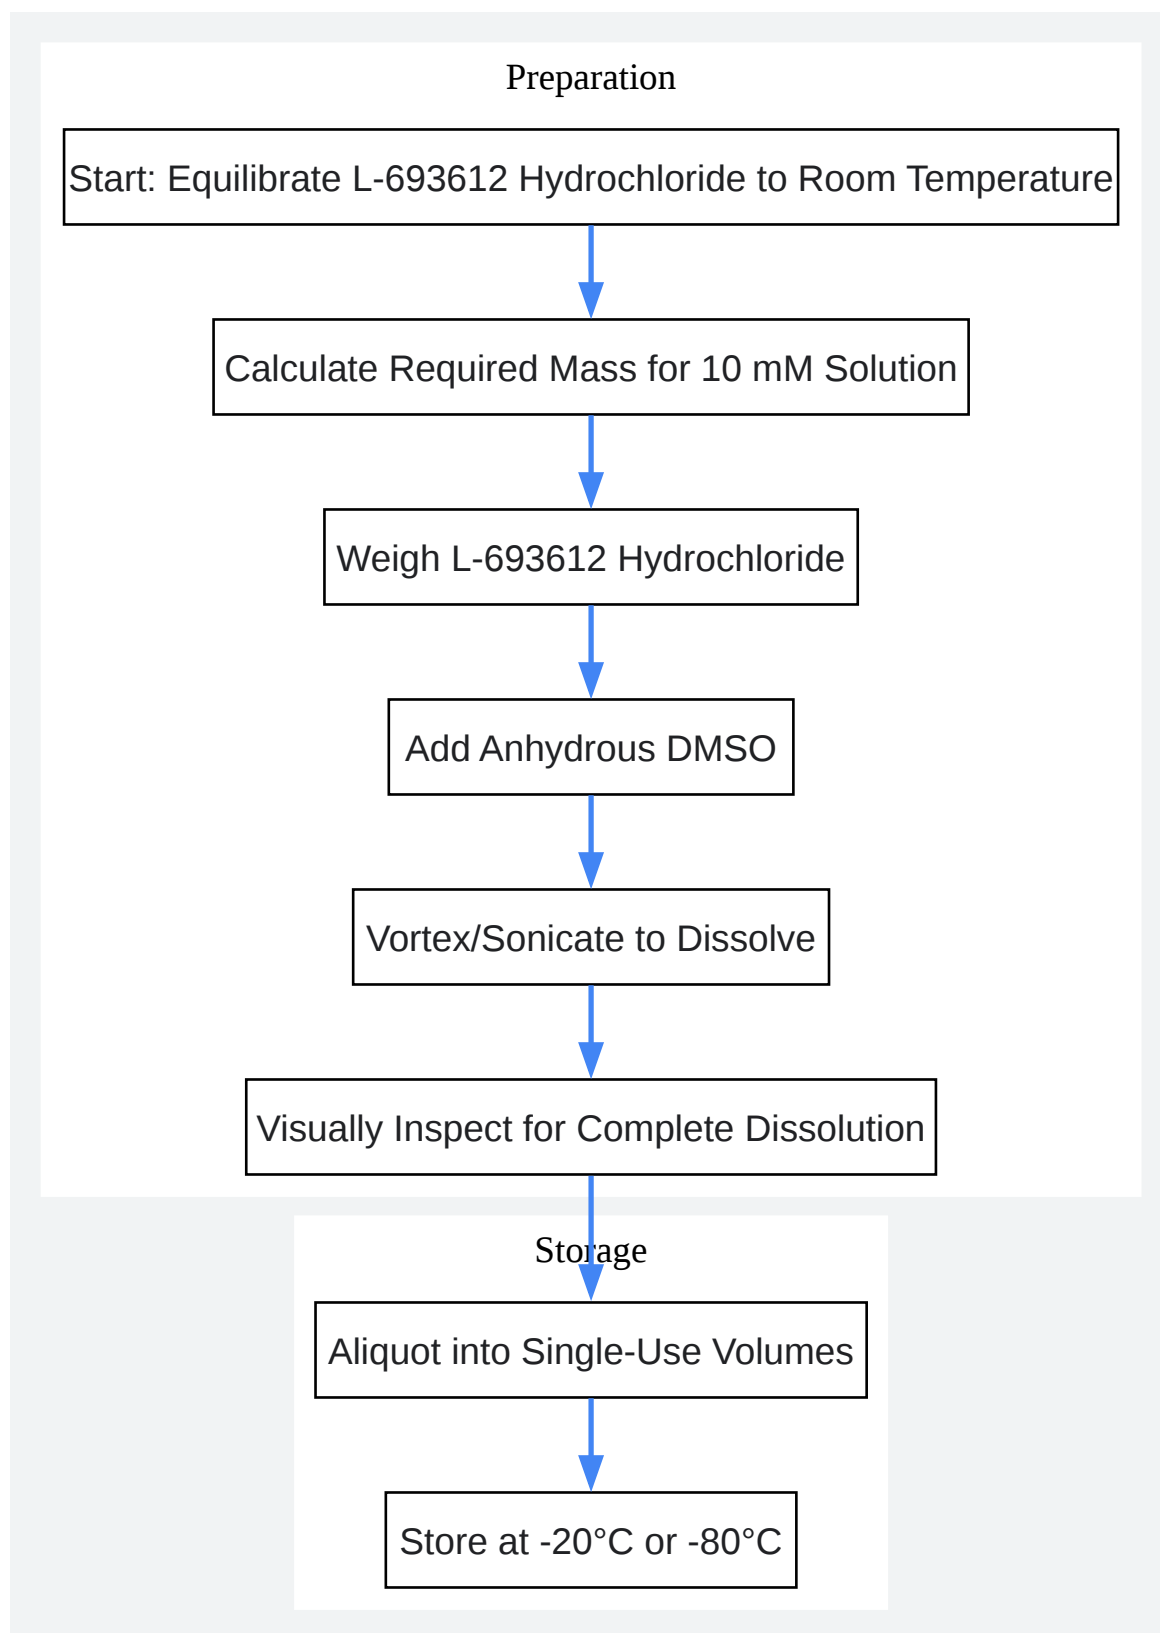 Preparation
Start: Equilibrate L-693612 Hydrochloride to Room Temperature
Calculate Required Mass for 10 mM Solution
Weigh L-693612 Hydrochloride
Add Anhydrous DMSO
Vortex/Sonicate to Dissolve
Visually Inspect for Complete Dissolution
Storage
Aliquot into Single-Use Volumes
Store at -20°C or -80°C